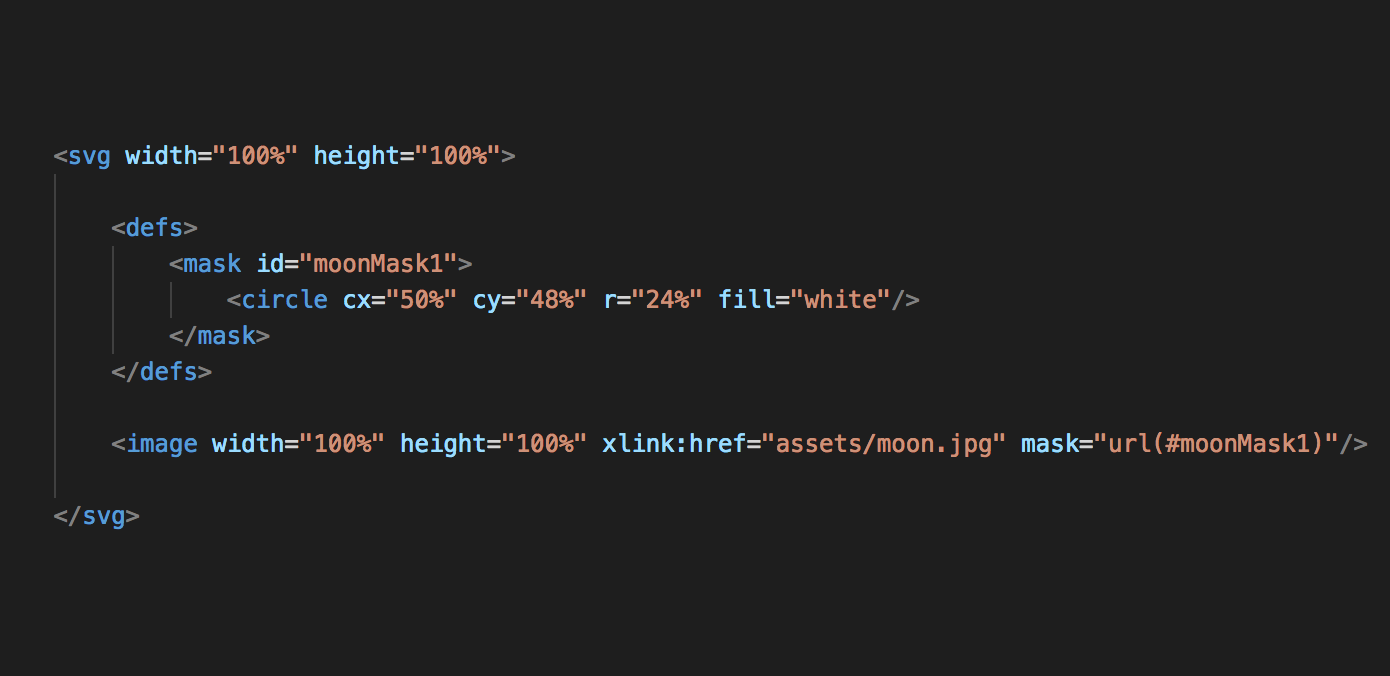 <svg width="100%" height="100%">
<defs>
<mask id="moonMask1">
<circle cx="50%" cy="48%" r="24%" fill="white"/>
</mask>
</defs>
<image width="100%" height="100%" xlink:href="assets/moon.jpg" mask="url(#moonMask1)"/>
</svg>